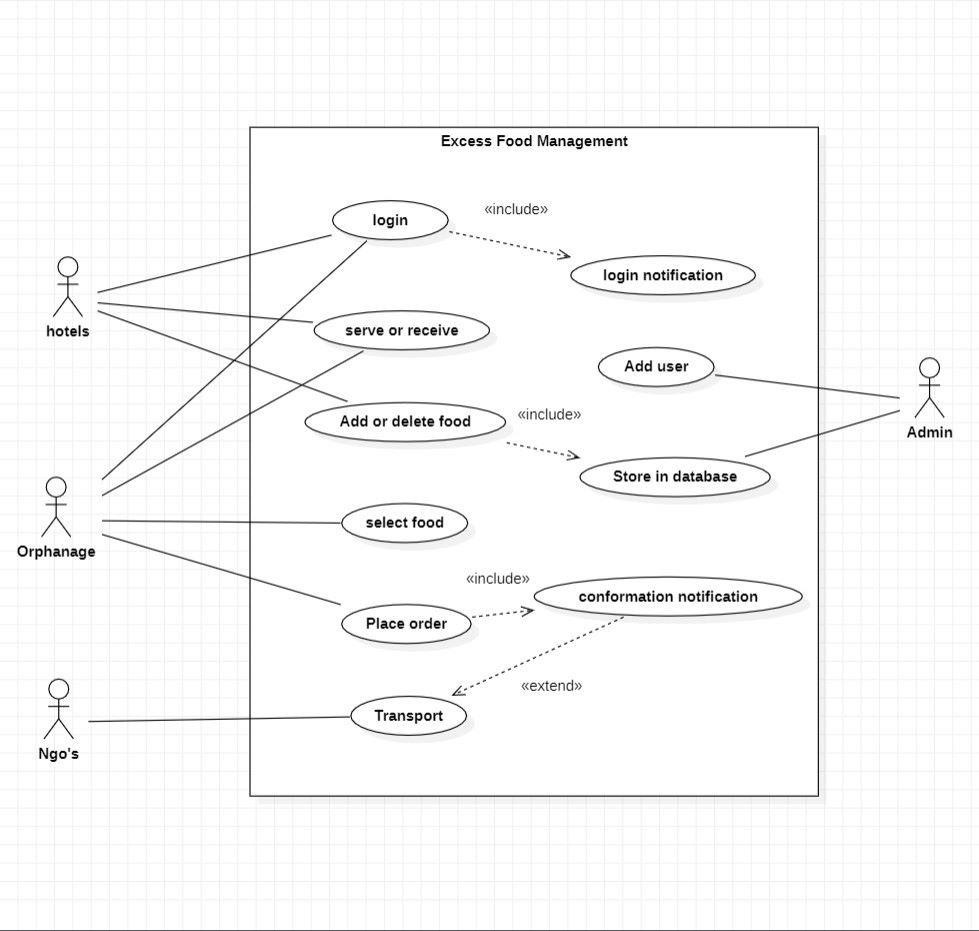 Excess Food Management
login
«include»
login notification
hotels
serve or receive
Add user
Admin
Add or delete food
«include»
Store in database
Orphanage
select food
«include»
conformation notification
Place order
«extend»
Transport
Ngo's